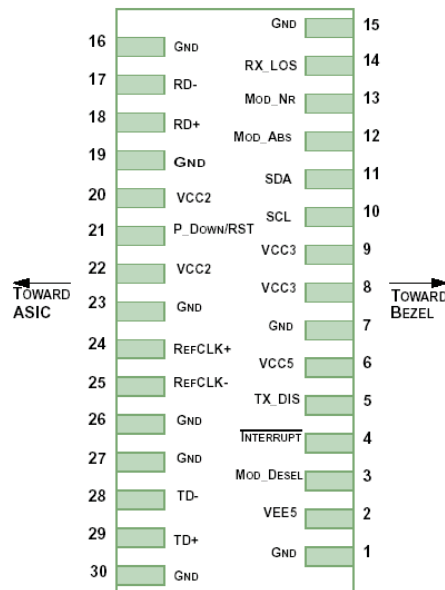 16 GND
17 RD-
18 RD+
19 GND
20 VCC2
21 P_DOWN/RST
22 VCC2
23 GND
24 REFCLK+
25 REFCLK-
26 GND
27 GND
28 TD-
29 TD+
30 GND
TOWARD
ASIC
GND 15
RX_LOS 14
MOD_NR 13
MOD_ABS 12
SDA 11
SCL 10
VCC3 9
VCC3 8
GND 7
VCC5 6
TX_DIS 5
INTERRUPT 4
MOD_DESEL 3
VEE5 2
GND 1
TOWARD
BEZEL